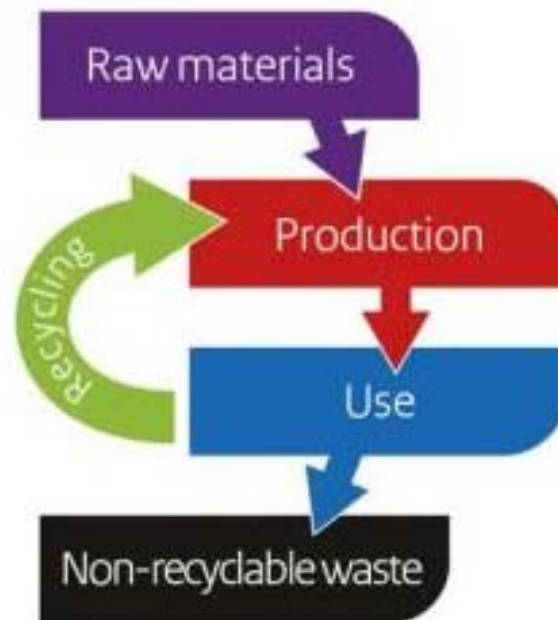 Raw materials
Production
Recycling
Use
Non-recyclable waste